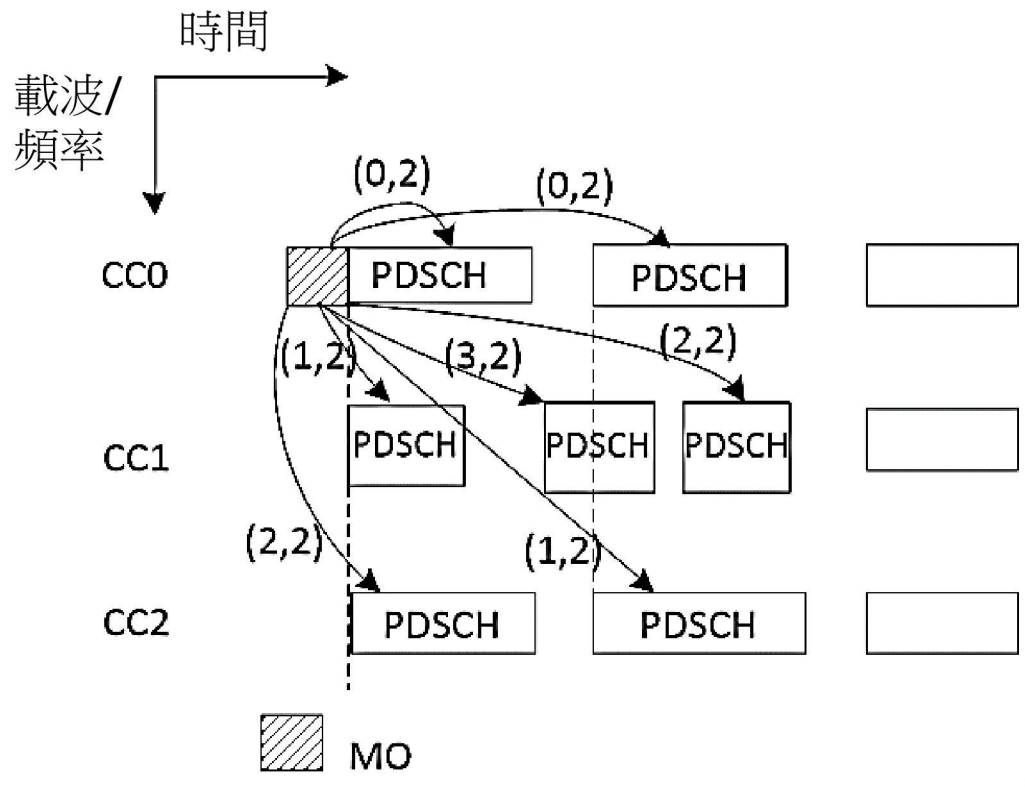 時間
載波/
頻率
(0,2)
(0,2)
CC0
PDSCH
PDSCH
(1,2)
(3,2)
(2,2)
CC1
PDSCH
PDSCH
PDSCH
(2,2)
(1,2)
CC2
PDSCH
PDSCH
MO